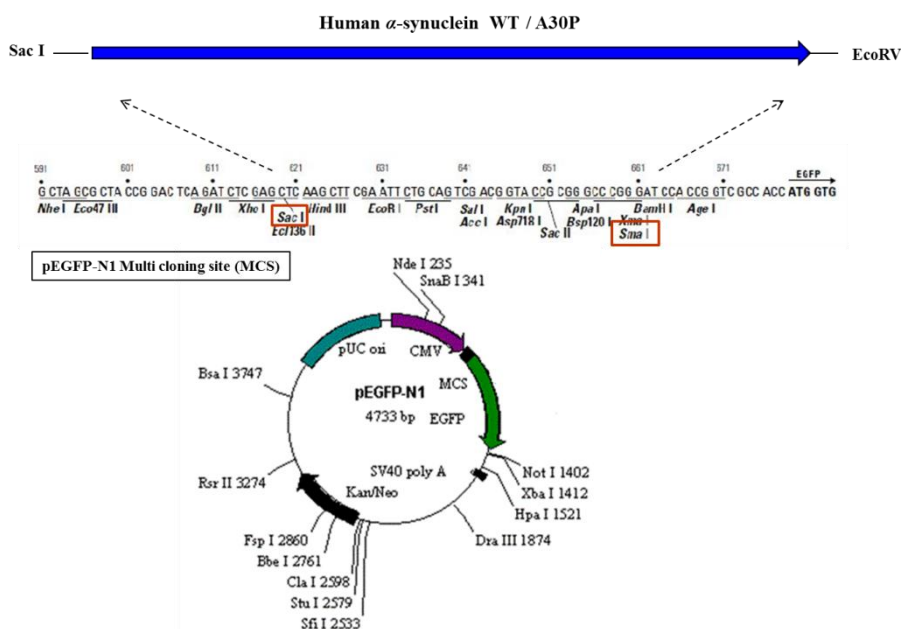 Human α-synuclein WT / A30P
Sac I
EcoRV
591 601 611 621 631 641 651 661 671 EGFP
G CTA GCG CTA CCG GAC TCA GAT CTC GAG CTC AAG CTT CGA ATT CTG CAG TCG ACG GTA CCG CGG GCC CGG GAT CCA CCG GTC GCC ACC ATG GTG
Nhe I Eco47 III Bgl II Xho I Sac I Hind III EcoR I Pst I Sal I Kpn I Apa I Xma I BamH I Age I
Ecl136 II Acc I Asp718 I Sac II Bsp120 I Sma I
pEGFP-N1 Multi cloning site (MCS)
Nde I 235
SnaB I 341
pUC ori
CMV
Bsa I 3747
pEGFP-N1
MCS
4733 bp
EGFP
SV40 poly A
Not I 1402
Rsr II 3274
Kan/Neo
Xba I 1412
Hpa I 1521
Fsp I 2860
Dra III 1874
Bbe I 2761
Cla I 2598
Stu I 2579
Sfi I 2533